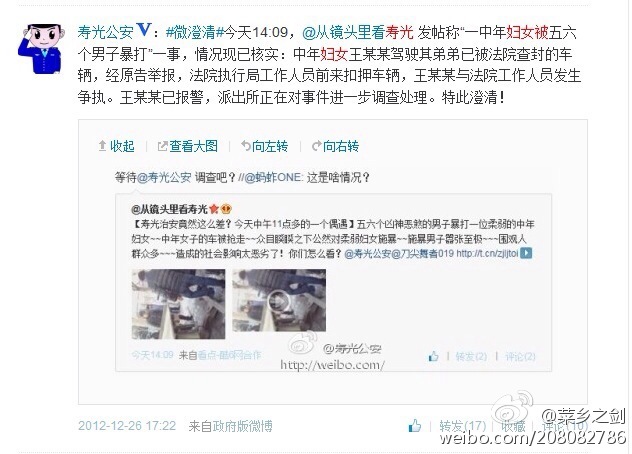 寿光公安V：#微澄清#今天14:09，@从镜头里看寿光 发帖称“一中年妇女被五六
个男子暴打”一事，情况现已核实：中年妇女王某某驾驶其弟弟已被法院查封的车
辆，经原告举报，法院执行局工作人员前来扣押车辆，王某某与法院工作人员发生
争执。王某某已报警，派出所正在对事件进一步调查处理。特此澄清！
收起 查看大图 向左转 向右转
等待@寿光公安 调查吧？//@蚂蚱ONE: 这是啥情况？
@从镜头里看寿光
【寿光治安竟然这么差？今天中午11点多的一个偶遇】五六个凶神恶煞的男子暴打一位柔弱的中年
妇女~~中年女子的车被抢走~~众目睽睽之下公然对柔弱妇女施暴~~施暴男子嚣张至极~~~围观人
群众多~~~造成的社会影响太恶劣了！你们怎么看？@寿光公安@刀尖舞者019 http://t.cn/zjljtoi
@寿光公安
http://weibo.com/
今天14:09 来自看点-酷6网合作
转发(2) 评论(2)
2012-12-26 17:22 来自政府版微博
转发(17) 收藏 评论(10)
@菜乡之剑
weibo.com/208082786